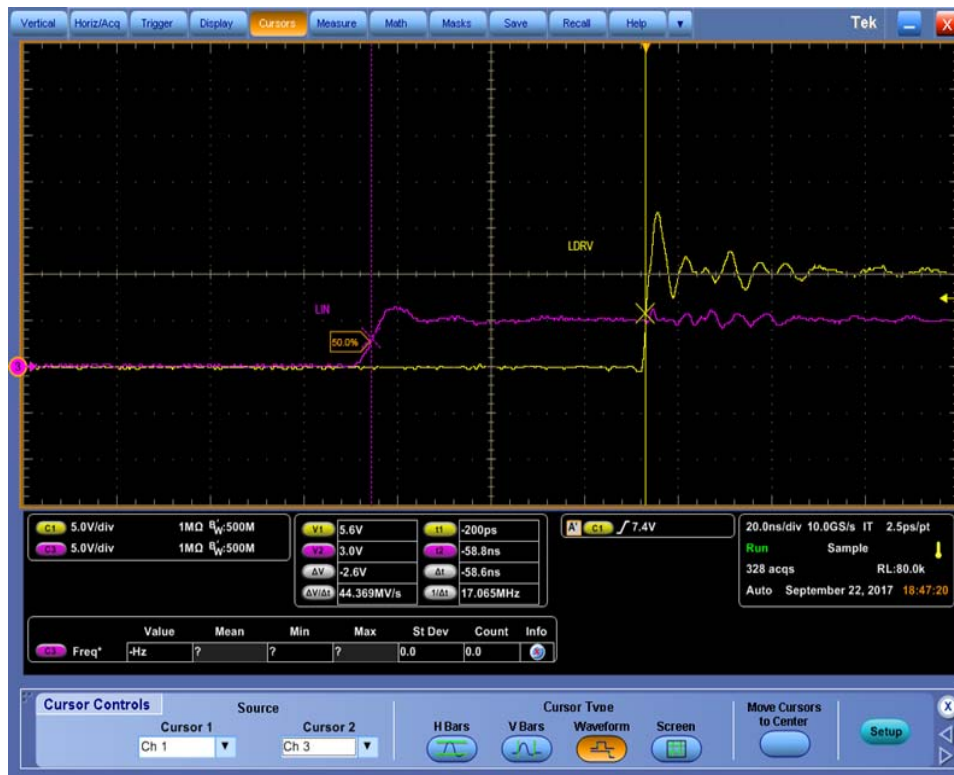 Vertical Horiz/Acq Trigger Display Cursors Measure Math Masks Save Recall Help Tek X
LDRV
LIN
50.0%
3
C1 5.0V/div 1MΩ BW:500M
C3 5.0V/div 1MΩ BW:500M
V1 5.6V t1 -200ps
V2 3.0V t2 -58.8ns
ΔV -2.6V Δt -58.6ns
ΔV/Δt 44.369MV/s 1/Δt 17.065MHz
A' C1 7.4V
20.0ns/div 10.0GS/s IT 2.5ps/pt
Run Sample
328 acqs RL:80.0k
Auto September 22, 2017 18:47:20
Value Mean Min Max St Dev Count Info
C3 Freq* -Hz ? ? ? 0.0 0.0
Cursor Controls
Source
Cursor 1 Cursor 2
Ch 1 Ch 3
Cursor Type
H Bars V Bars Waveform Screen
Move Cursors
to Center
Setup
X